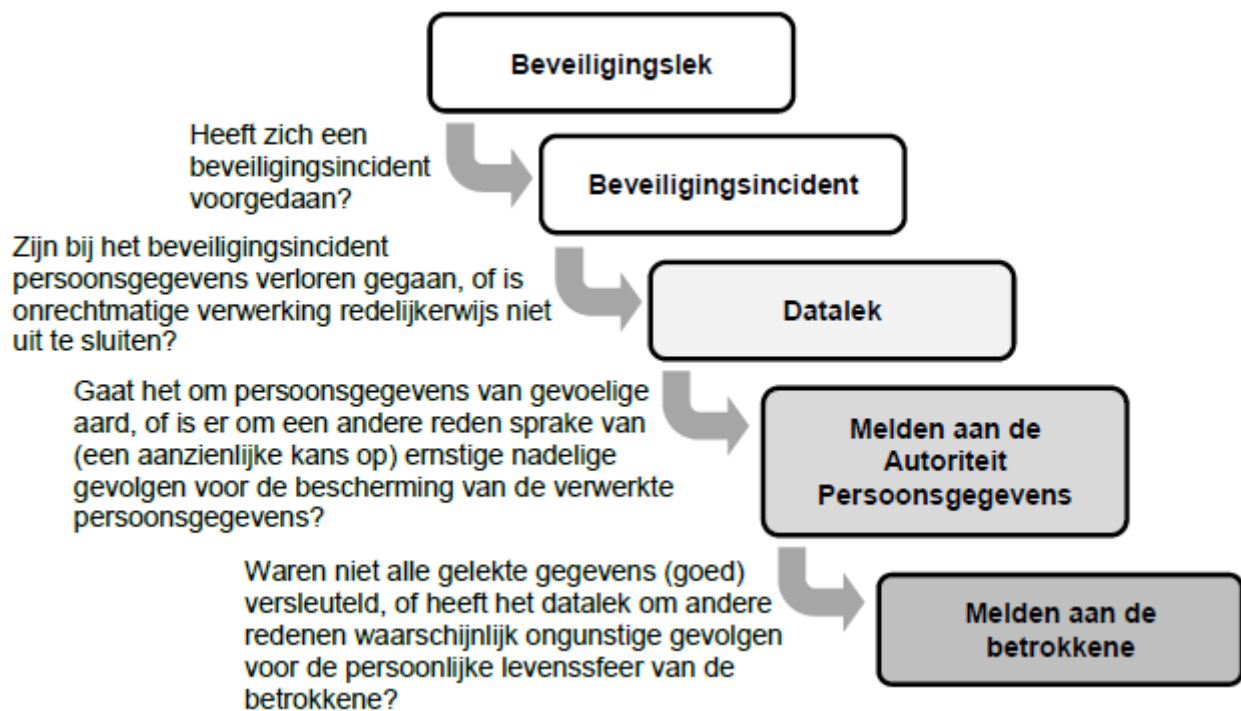 Beveiligingslek
Heeft zich een
beveiligingsincident
voorgedaan?
Beveiligingsincident
Zijn bij het beveiligingsincident
persoonsgegevens verloren gegaan, of is
onrechtmatige verwerking redelijkerwijs niet
uit te sluiten?
Datalek
Gaat het om persoonsgegevens van gevoelige
aard, of is er om een andere reden sprake van
(een aanzienlijke kans op) ernstige nadelige
gevolgen voor de bescherming van de verwerkte
persoonsgegevens?
Melden aan de
Autoriteit
Persoonsgegevens
Waren niet alle gelekte gegevens (goed)
versleuteld, of heeft het datalek om andere
redenen waarschijnlijk ongunstige gevolgen
voor de persoonlijke levenssfeer van de
betrokkene?
Melden aan de
betrokkene